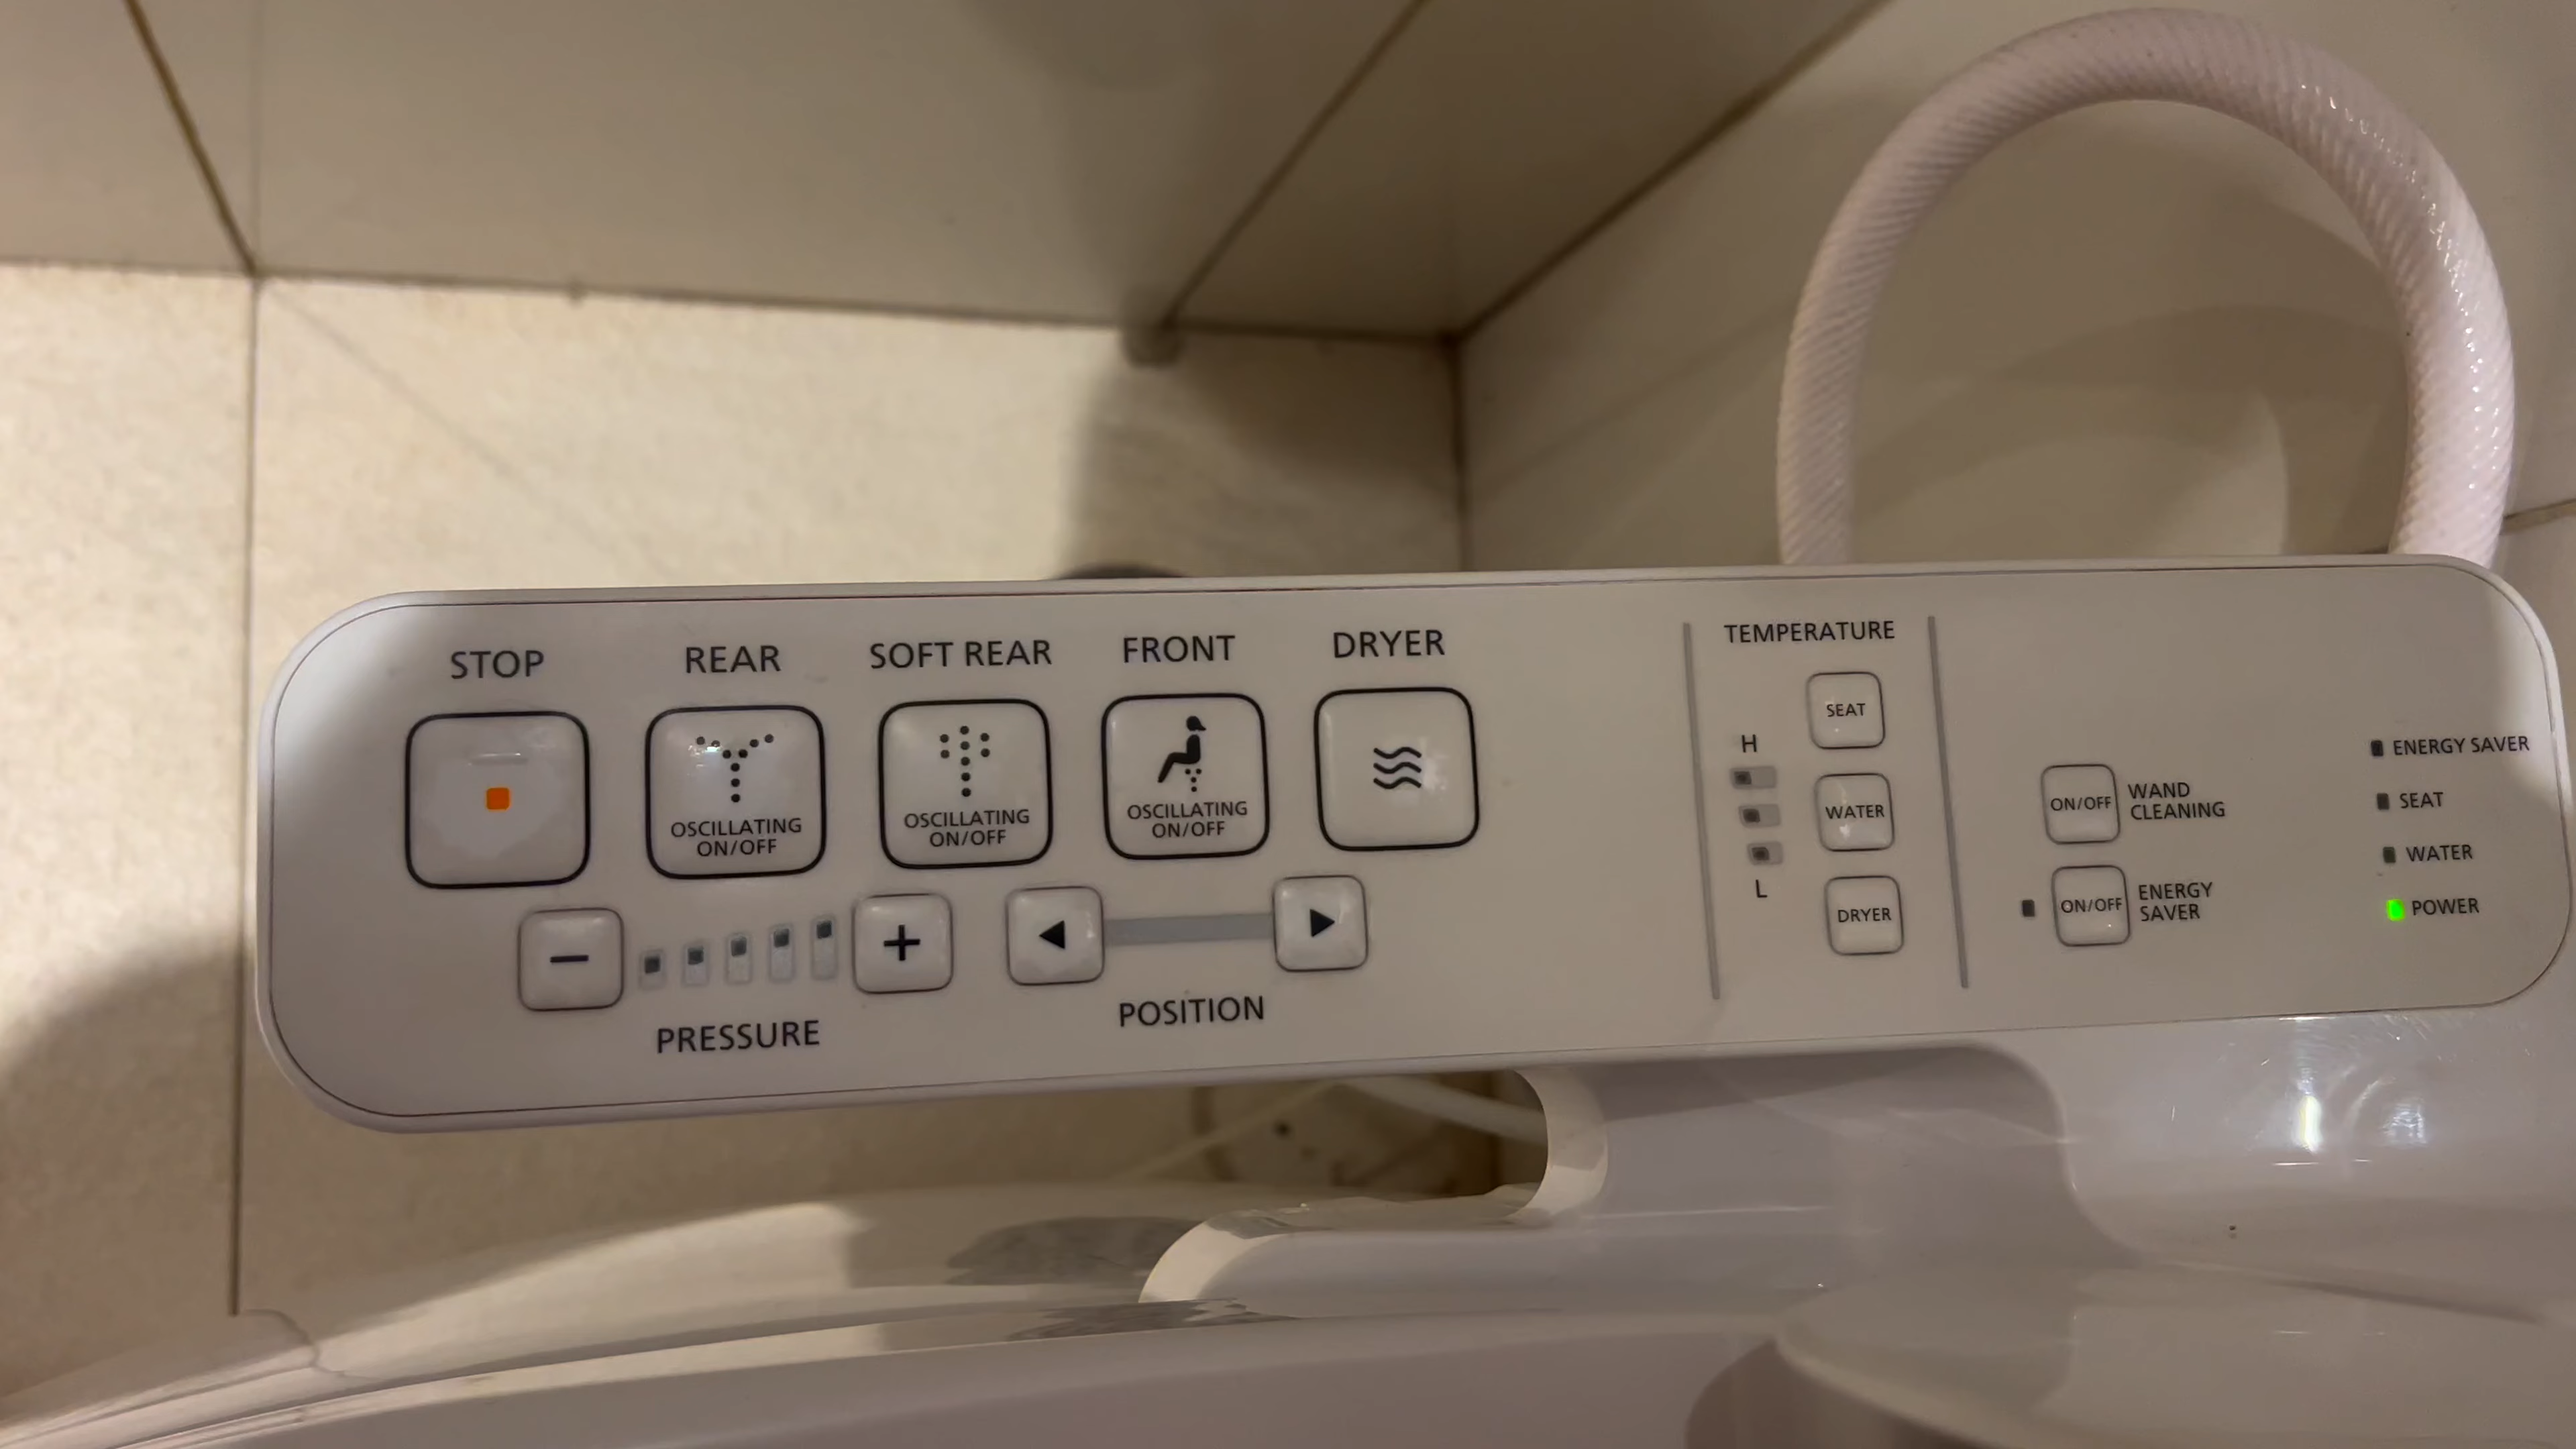 STOP
REAR
SOFT REAR
FRONT
DRYER
OSCILLATING
ON/OFF
OSCILLATING
ON/OFF
OSCILLATING
ON/OFF
PRESSURE
POSITION
TEMPERATURE
H
L
SEAT
WATER
DRYER
ON/OFF
WAND
CLEANING
ON/OFF
ENERGY
SAVER
ENERGY SAVER
SEAT
WATER
POWER